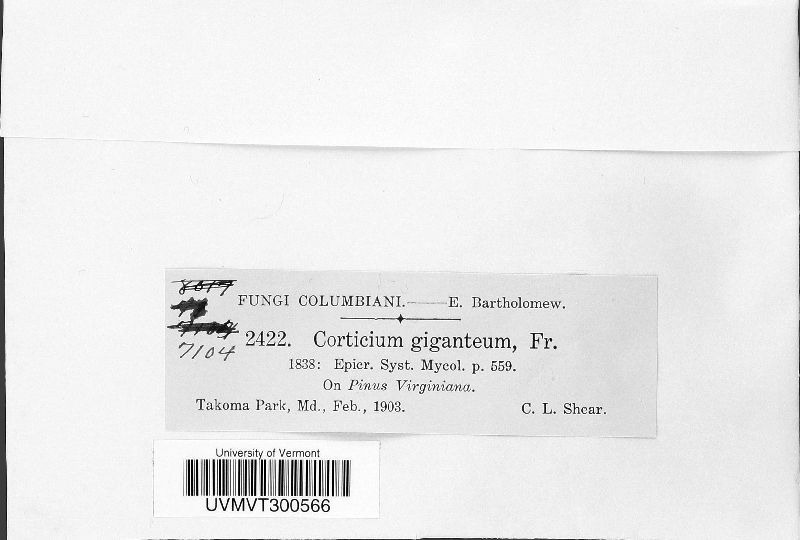 8017
7104
FUNGI COLUMBIANI.——E. Bartholomew.
2422. Corticium giganteum, Fr.
1838: Epicr. Syst. Mycol. p. 559.
On Pinus Virginiana.
Takoma Park, Md., Feb., 1903. C. L. Shear.
University of Vermont
UVMVT300566